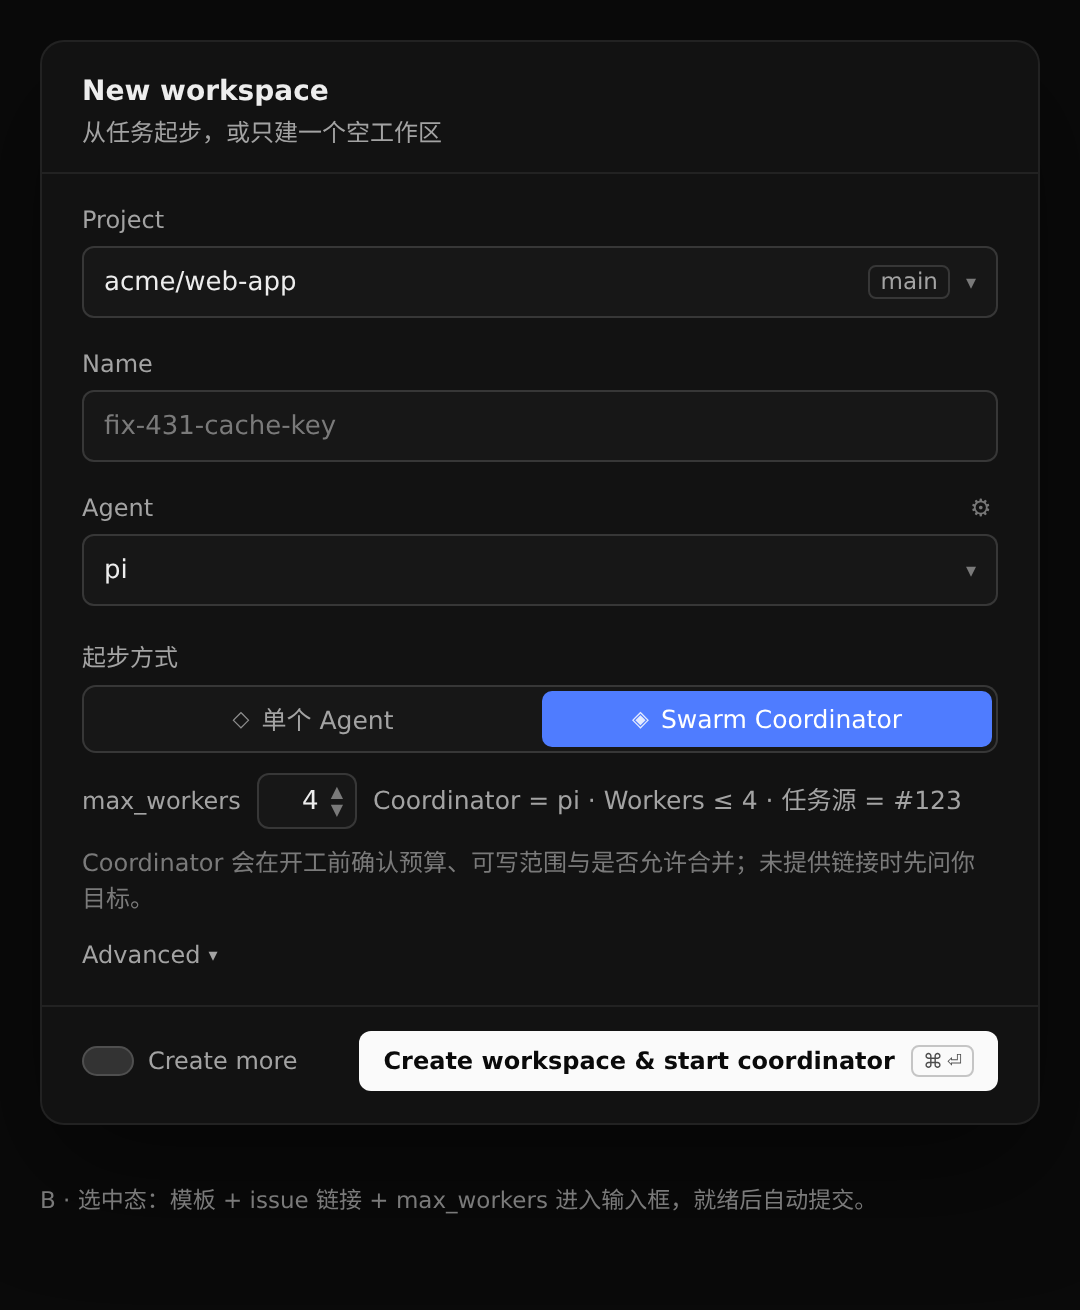 New workspace
从任务起步，或只建一个空工作区
Project
acme/web-app main ▾
Name
fix-431-cache-key
Agent ⚙
pi ▾
起步方式
◇ 单个 Agent ◈ Swarm Coordinator
max_workers 4 ▲▼ Coordinator = pi · Workers ≤ 4 · 任务源 = #123
Coordinator 会在开工前确认预算、可写范围与是否允许合并；未提供链接时先问你
目标。
Advanced ▾
Create more Create workspace & start coordinator ⌘⏎
B · 选中态：模板 + issue 链接 + max_workers 进入输入框，就绪后自动提交。